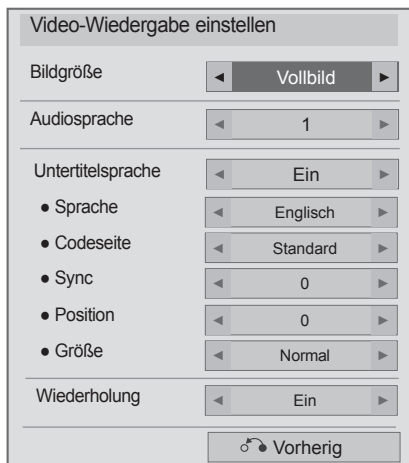 Video-Wiedergabe einstellen
Bildgröße ◄ Vollbild ►
Audiosprache ◄ 1 ►
Untertitelsprache ◄ Ein ►
● Sprache ◄ Englisch ►
● Codeseite ◄ Standard ►
● Sync ◄ 0 ►
● Position ◄ 0 ►
● Größe ◄ Normal ►
Wiederholung ◄ Ein ►
Vorherig